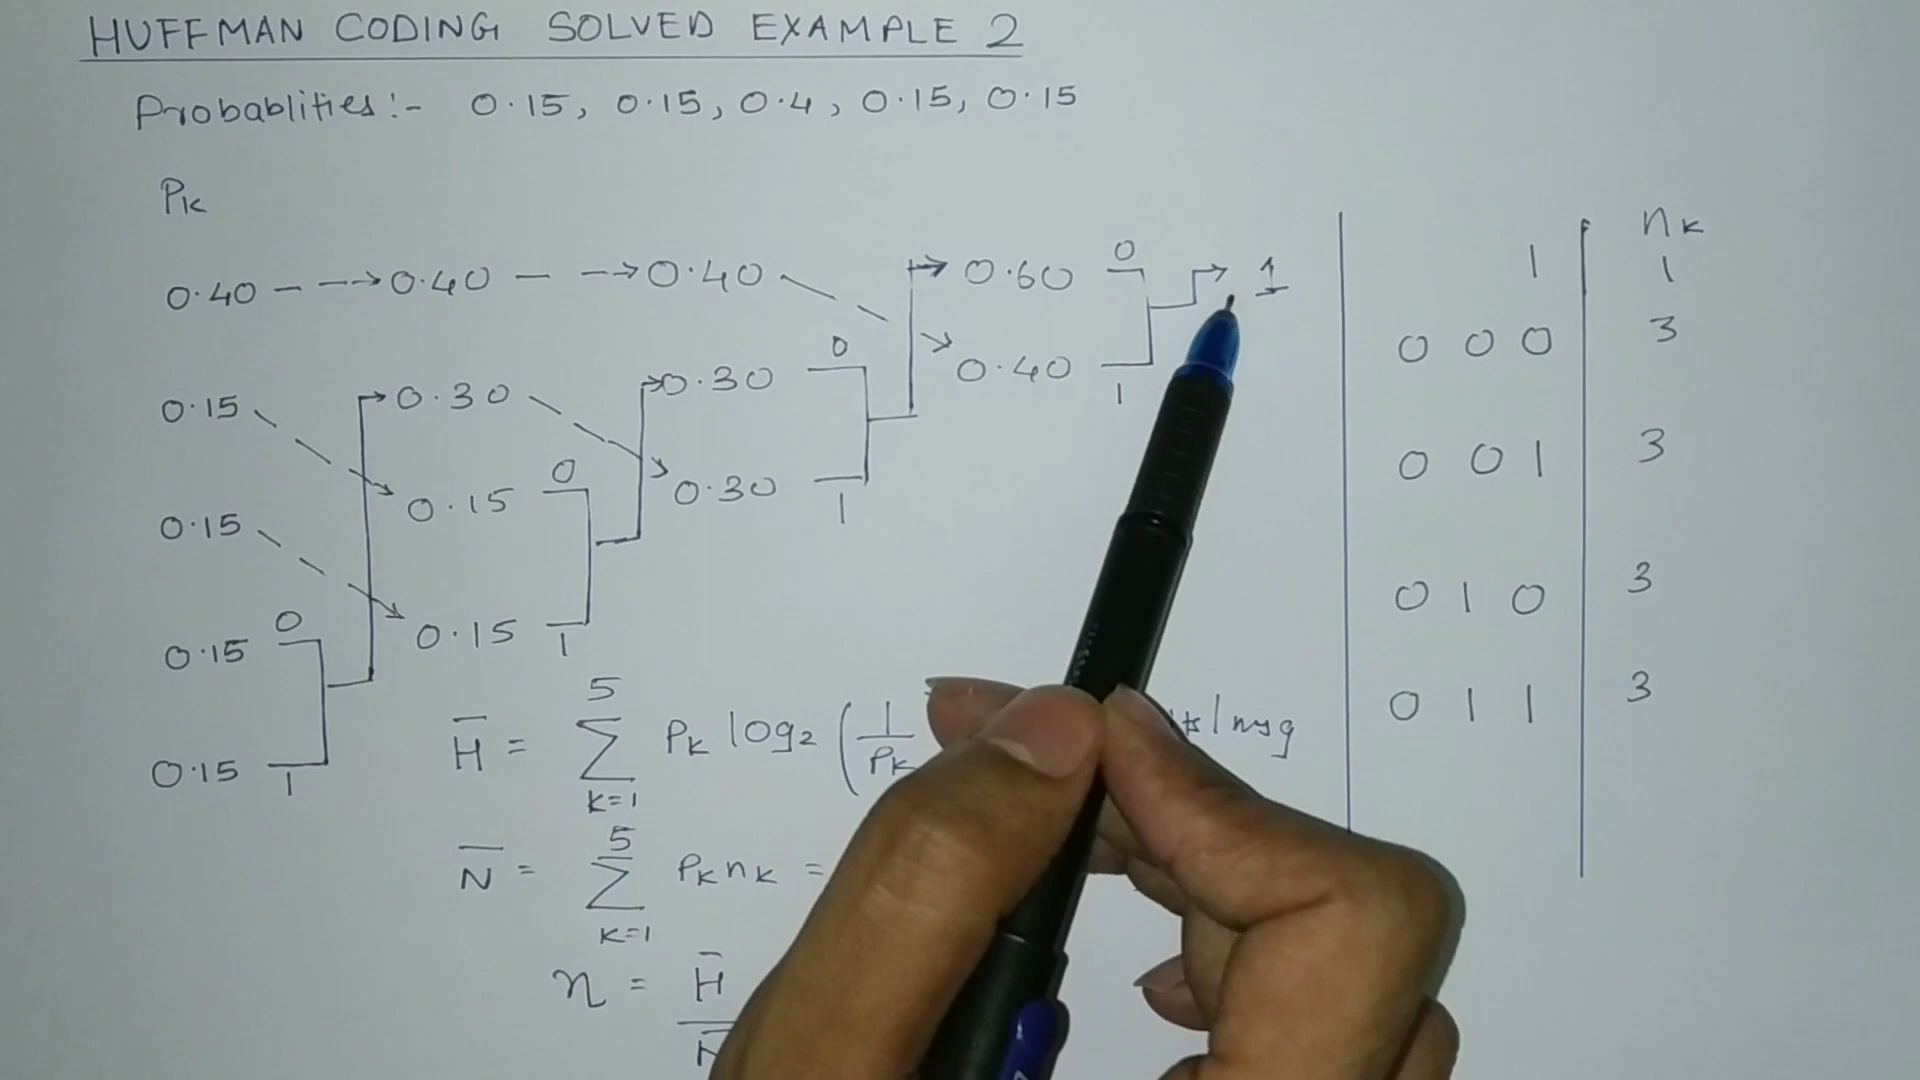 HUFFMAN CODING SOLVED EXAMPLE 2
Probablities:- 0.15, 0.15, 0.4, 0.15, 0.15
Pk
nk
0.40 --→ 0.40 - -→ 0.40 → 0.60 0 → 1
1 1
0.15 → 0.30 → 0.30 0 → 0.40 1
0 0 0 3
0.15 → 0.15 0 → 0.30 1
0 0 1 3
0.15 0 → 0.15 1
0 1 0 3
0.15 1
0 1 1 3
H̅ = 5 Σ k=1 Pk log2 (1/Pk ts/msg
N̅ = 5 Σ k=1 Pk nk =
η = H̅